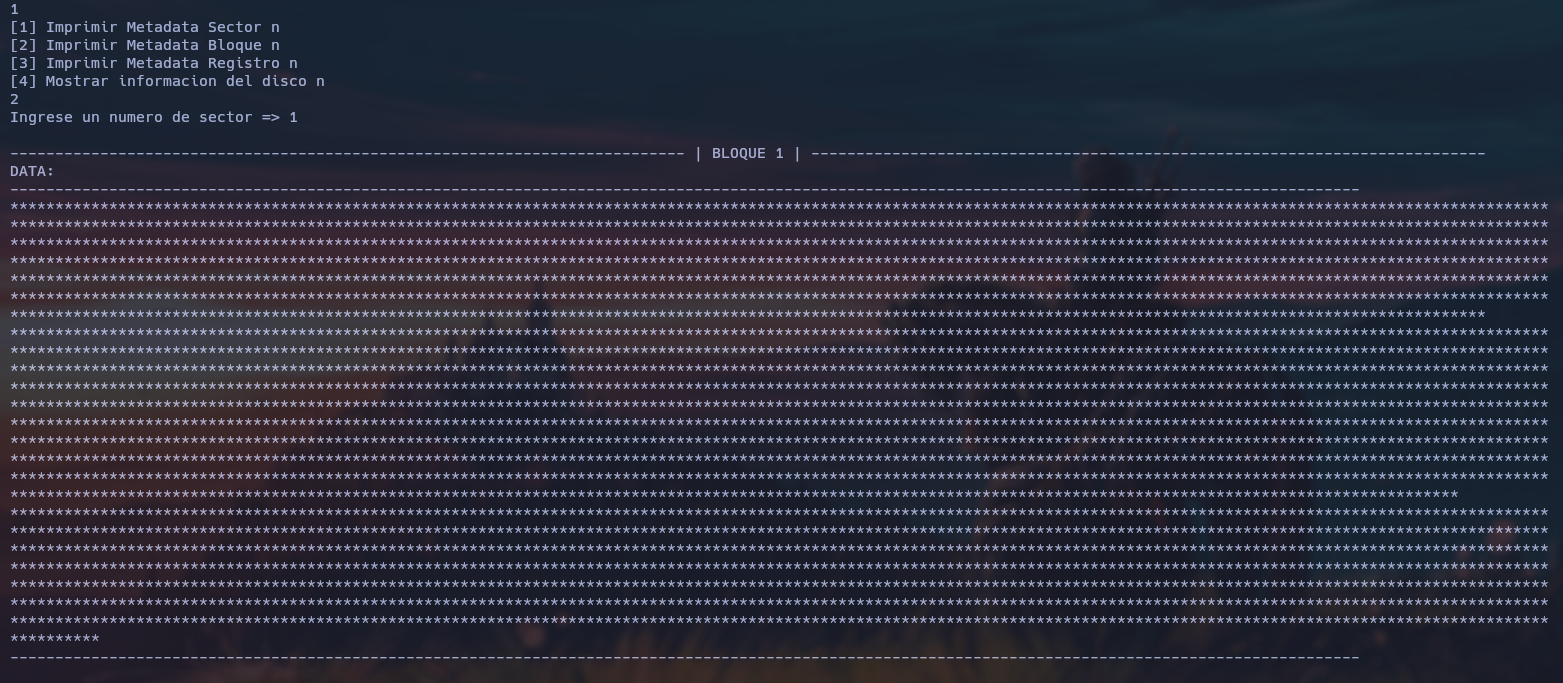 1
[1] Imprimir Metadata Sector n
[2] Imprimir Metadata Bloque n
[3] Imprimir Metadata Registro n
[4] Mostrar informacion del disco n
2
Ingrese un numero de sector => 1
--------------------------------------------------------------------------- | BLOQUE 1 | ---------------------------------------------------------------------------
DATA: